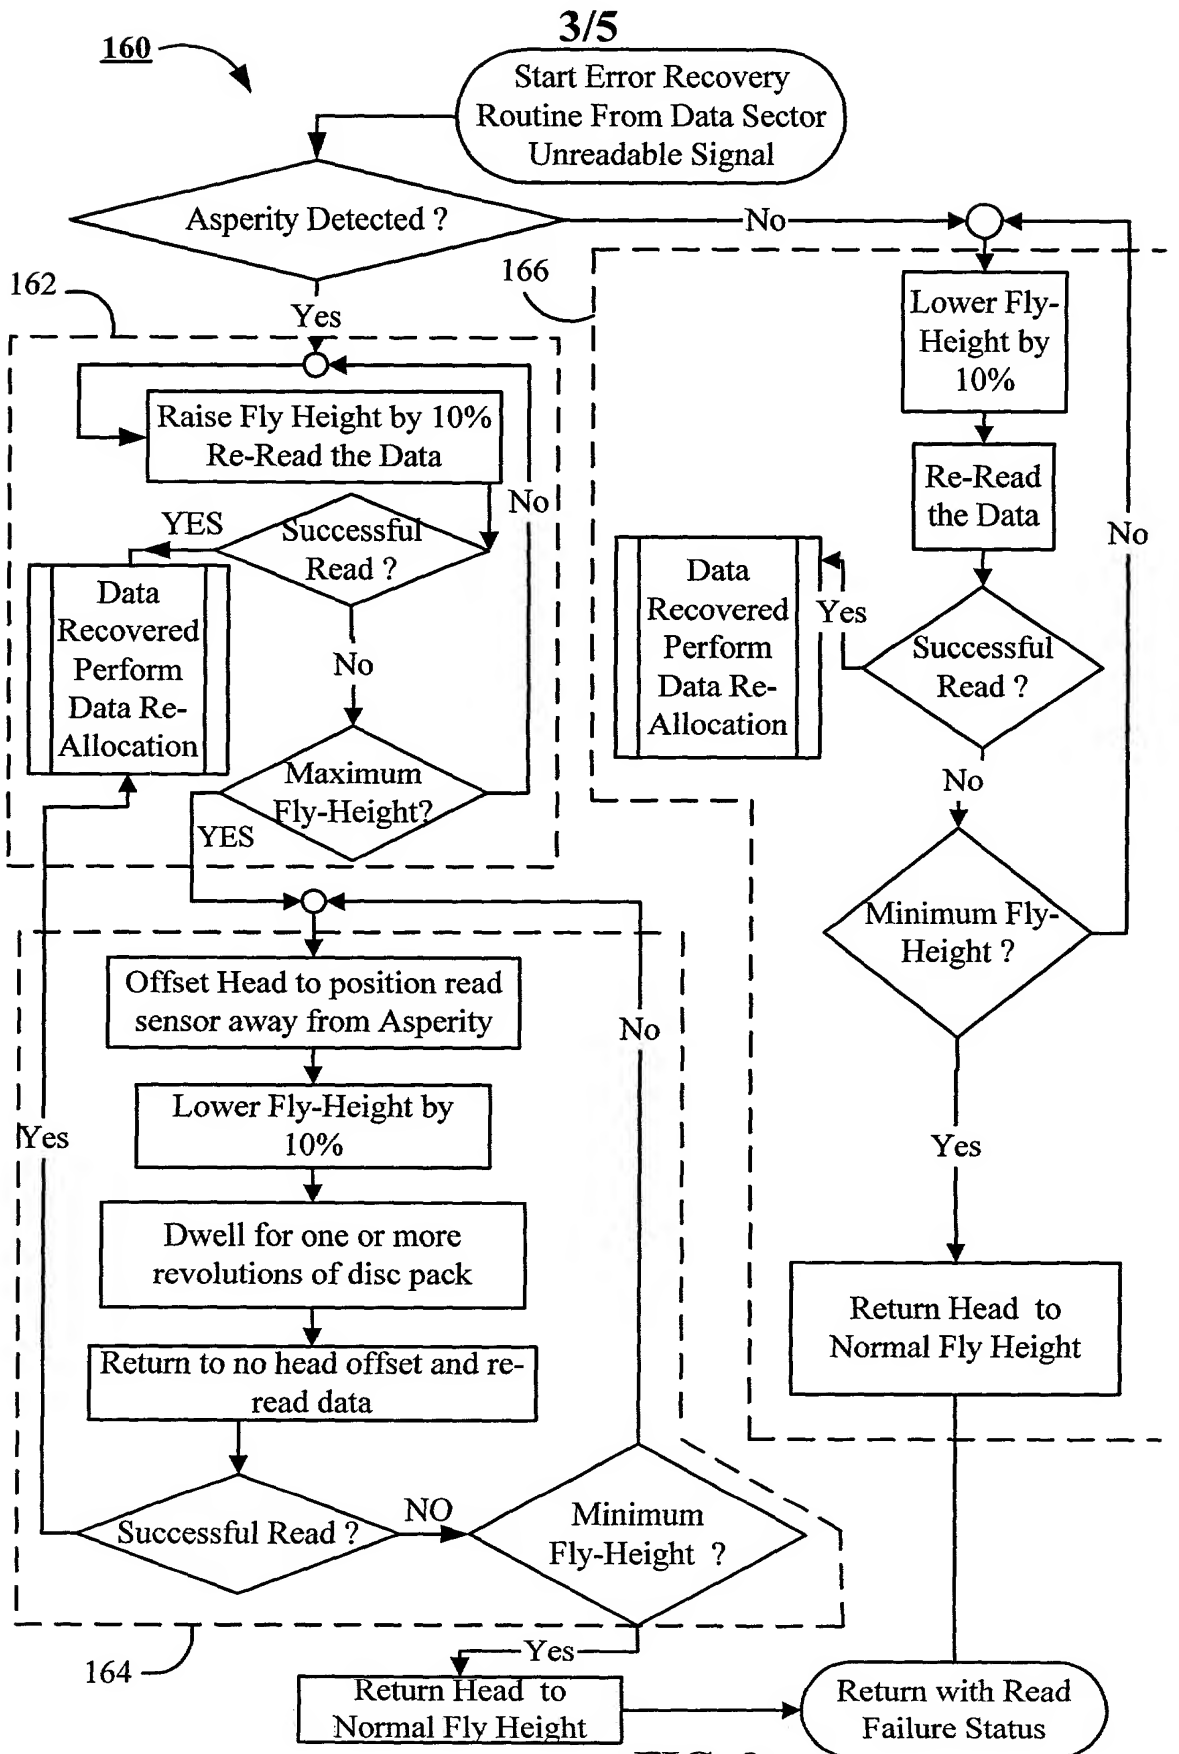 3/5
160
Start Error Recovery
Routine From Data Sector
Unreadable Signal
Asperity Detected ?
No
Yes
162
166
Raise Fly Height by 10%
Re-Read the Data
No
Successful
Read ?
YES
Data
Recovered
Perform
Data Re-
Allocation
No
Maximum
Fly-Height?
YES
Lower Fly-
Height by
10%
Re-Read
the Data
No
Successful
Read ?
Yes
Data
Recovered
Perform
Data Re-
Allocation
No
Minimum Fly-
Height ?
Yes
Return Head to
Normal Fly Height
Offset Head to position read
sensor away from Asperity
No
Lower Fly-Height by
10%
Yes
Dwell for one or more
revolutions of disc pack
Return to no head offset and re-
read data
Successful Read ?
NO
Minimum
Fly-Height ?
164
Yes
Return Head to
Normal Fly Height
Return with Read
Failure Status